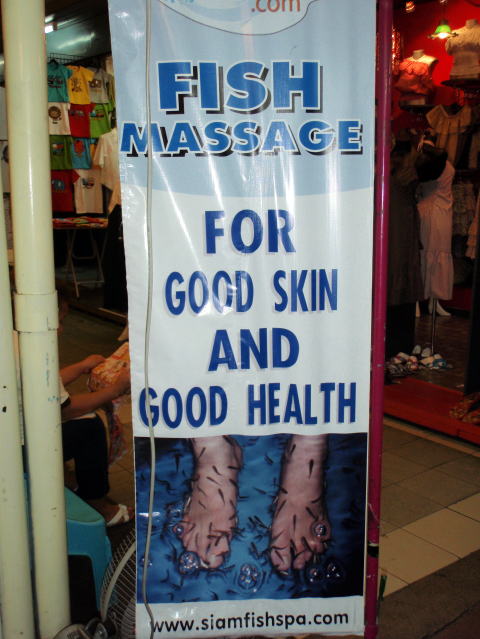 .com
FISH
MASSAGE
FOR
GOOD SKIN
AND
GOOD HEALTH
www.siamfishspa.com